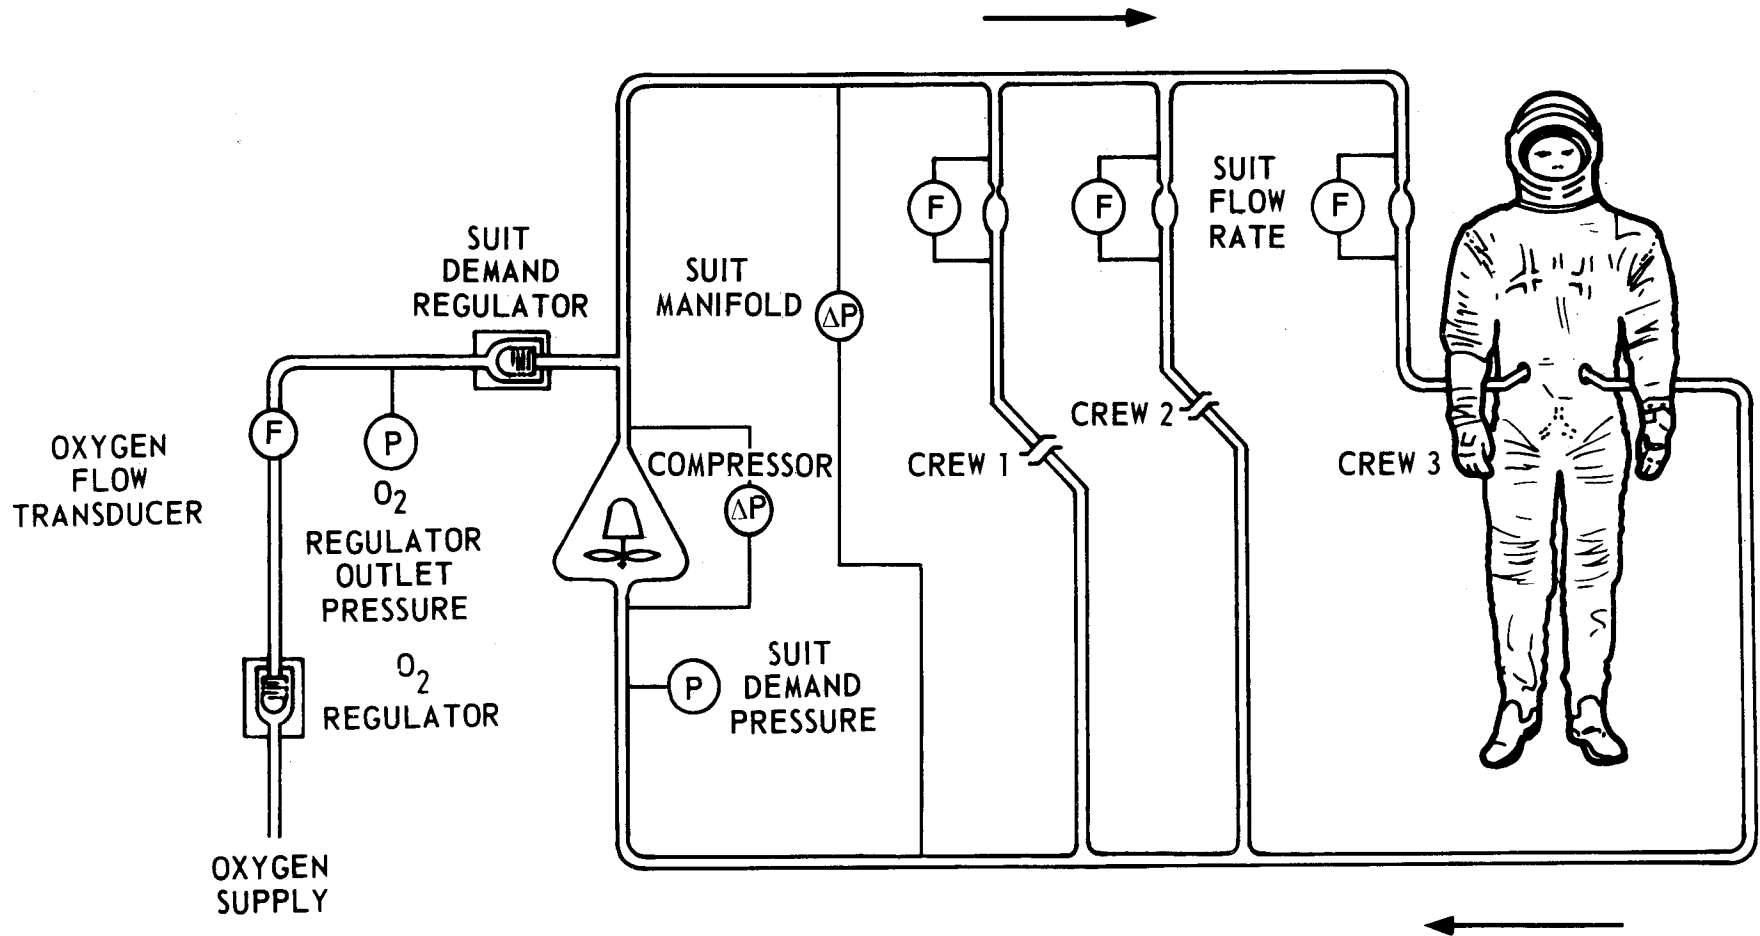 SUIT
DEMAND
REGULATOR
SUIT
MANIFOLD
ΔP
F
F
SUIT
FLOW
RATE
F
OXYGEN
FLOW
TRANSDUCER
F
P
O2
REGULATOR
OUTLET
PRESSURE
COMPRESSOR
ΔP
CREW 1
CREW 2
CREW 3
O2
REGULATOR
P
SUIT
DEMAND
PRESSURE
OXYGEN
SUPPLY